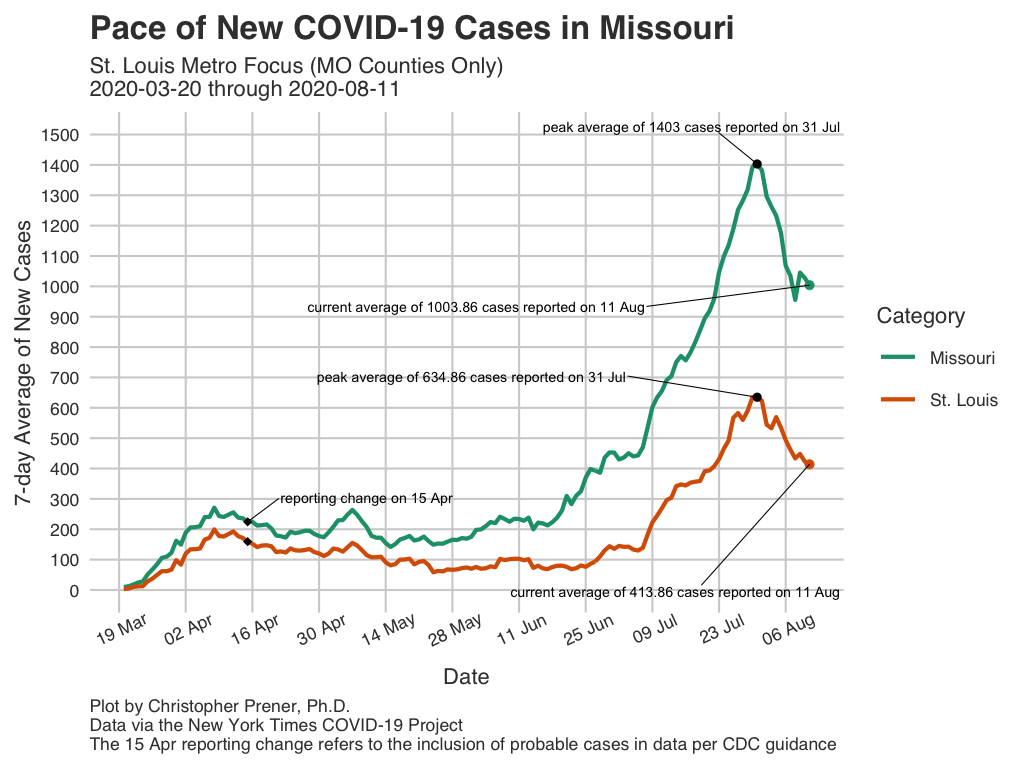 Pace of New COVID-19 Cases in Missouri
St. Louis Metro Focus (MO Counties Only)
2020-03-20 through 2020-08-11
7-day Average of New Cases
1500
1400
1300
1200
1100
1000
900
800
700
600
500
400
300
200
100
0
peak average of 1403 cases reported on 31 Jul
current average of 1003.86 cases reported on 11 Aug
peak average of 634.86 cases reported on 31 Jul
reporting change on 15 Apr
current average of 413.86 cases reported on 11 Aug
19 Mar
02 Apr
16 Apr
30 Apr
14 May
28 May
11 Jun
25 Jun
09 Jul
23 Jul
06 Aug
Date
Category
Missouri
St. Louis
Plot by Christopher Prener, Ph.D.
Data via the New York Times COVID-19 Project
The 15 Apr reporting change refers to the inclusion of probable cases in data per CDC guidance